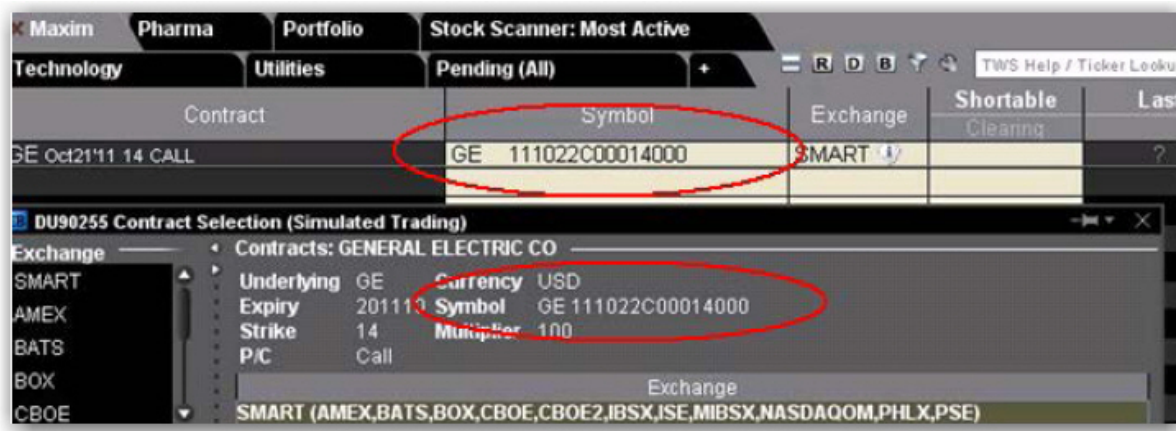 Maxim Pharma Portfolio Stock Scanner: Most Active
Technology Utilities Pending (All) + R D B TWS Help / Ticker Looku
Contract Symbol Exchange Shortable Las
Clearing
GE Oct21'11 14 CALL GE 111022C00014000 SMART ?
DU90255 Contract Selection (Simulated Trading)
Exchange Contracts: GENERAL ELECTRIC CO
SMART Underlying GE Currency USD
AMEX Expiry 201110 Symbol GE 111022C00014000
BATS Strike 14 Multiplier 100
P/C Call
BOX Exchange
CBOE SMART (AMEX,BATS,BOX,CBOE,CBOE2,IBSX,ISE,MIBSX,NASDAQOM,PHLX,PSE)